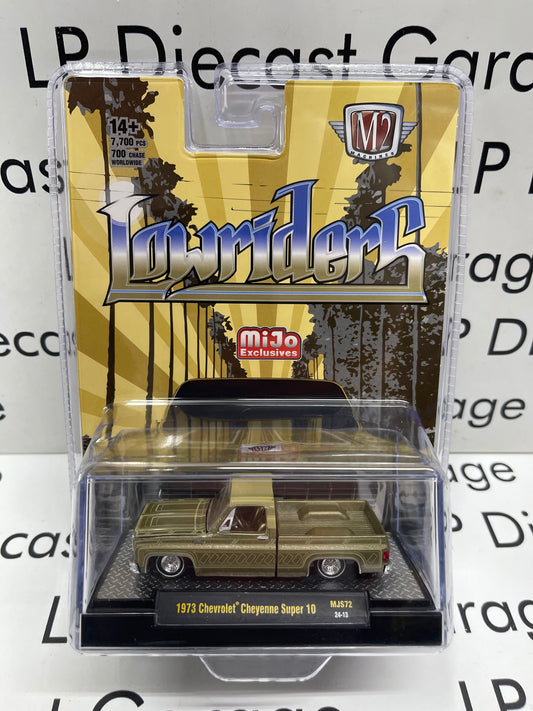 LP Diecast Garage
14+
7,700 PCS
700 CHASE
WORLDWIDE
M2
MACHINES
Lowriders
MiJo
Exclusives
1973 Chevrolet® Cheyenne Super 10
MJS72
24-13